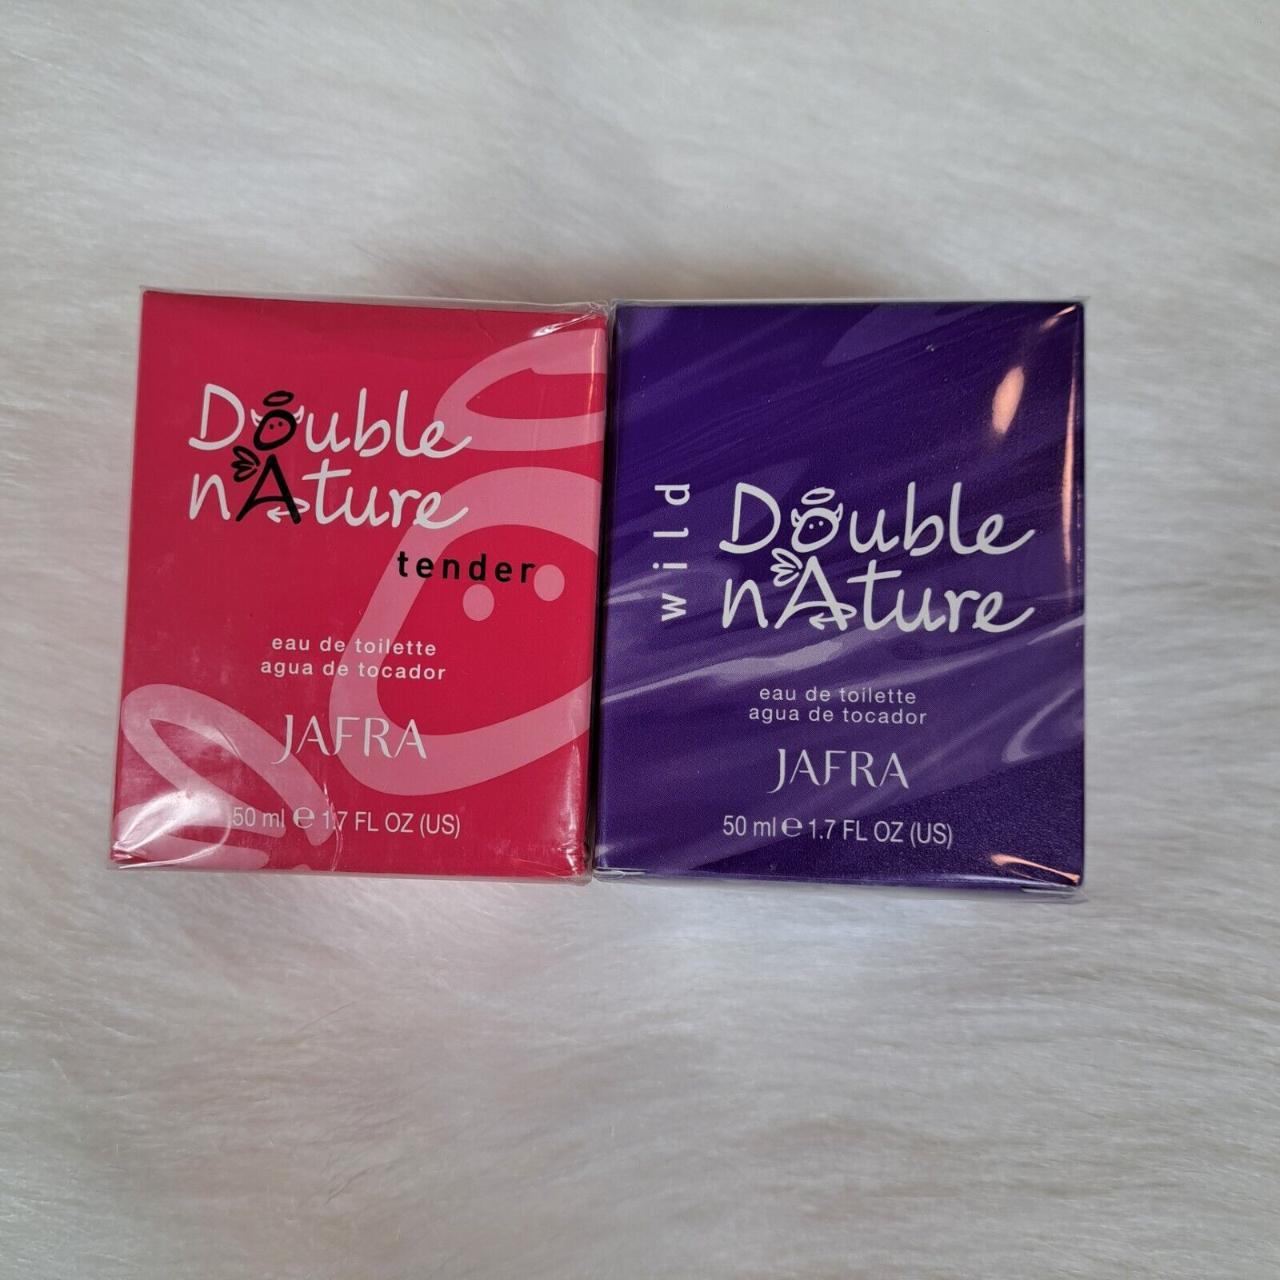 Double
nAture
tender
eau de toilette
agua de tocador
JAFRA
50 ml e 1.7 FL OZ (US)
wild
Double
nAture
eau de toilette
agua de tocador
JAFRA
50 ml e 1.7 FL OZ (US)